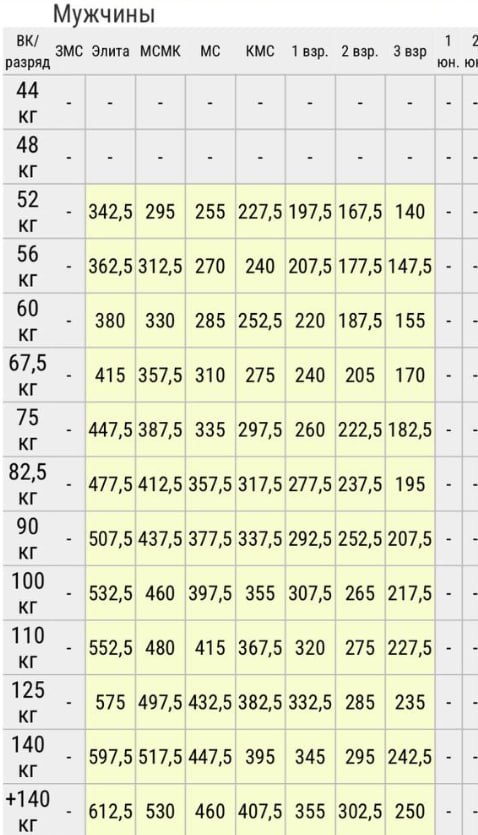 Мужчины
ВК/разряд ЗМС Элита МСМК МС КМС 1 взр. 2 взр. 3 взр 1 юн. 2
44 кг - - - - - - - - - -
48 кг - - - - - - - - - -
52 кг - 342,5 295 255 227,5 197,5 167,5 140 - -
56 кг - 362,5 312,5 270 240 207,5 177,5 147,5 - -
60 кг - 380 330 285 252,5 220 187,5 155 - -
67,5 кг - 415 357,5 310 275 240 205 170 - -
75 кг - 447,5 387,5 335 297,5 260 222,5 182,5 - -
82,5 кг - 477,5 412,5 357,5 317,5 277,5 237,5 195 - -
90 кг - 507,5 437,5 377,5 337,5 292,5 252,5 207,5 - -
100 кг - 532,5 460 397,5 355 307,5 265 217,5 - -
110 кг - 552,5 480 415 367,5 320 275 227,5 - -
125 кг - 575 497,5 432,5 382,5 332,5 285 235 - -
140 кг - 597,5 517,5 447,5 395 345 295 242,5 - -
+140 кг - 612,5 530 460 407,5 355 302,5 250 - -